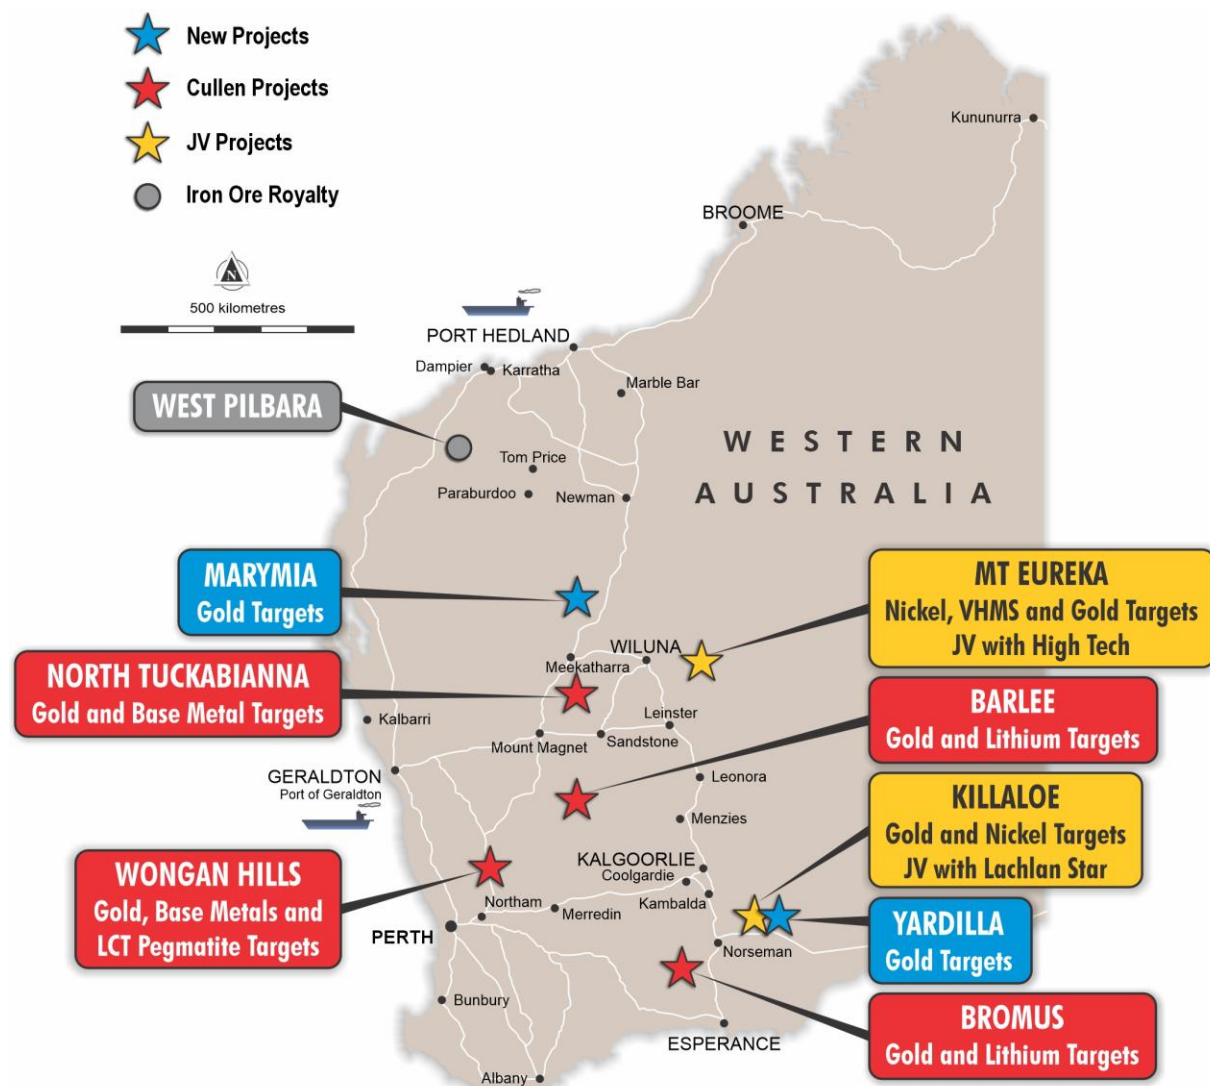 New Projects
Cullen Projects
JV Projects
Iron Ore Royalty
N
500 kilometres
Kununurra
BROOME
PORT HEDLAND
Dampier
Karratha
Marble Bar
WEST PILBARA
WESTERN
AUSTRALIA
Tom Price
Paraburdoo
Newman
MARYMIA
Gold Targets
MT EUREKA
Nickel, VHMS and Gold Targets
JV with High Tech
WILUNA
Meekatharra
NORTH TUCKABIANNA
Gold and Base Metal Targets
BARLEE
Gold and Lithium Targets
Kalbarri
Leinster
Mount Magnet
Sandstone
GERALDTON
Port of Geraldton
Leonora
Menzies
KILLALOE
Gold and Nickel Targets
JV with Lachlan Star
WONGAN HILLS
Gold, Base Metals and
LCT Pegmatite Targets
KALGOORLIE
Coolgardie
Kambalda
Northam
Merredin
PERTH
YARDILLA
Gold Targets
Norseman
Bunbury
BROMUS
Gold and Lithium Targets
ESPERANCE
Albany